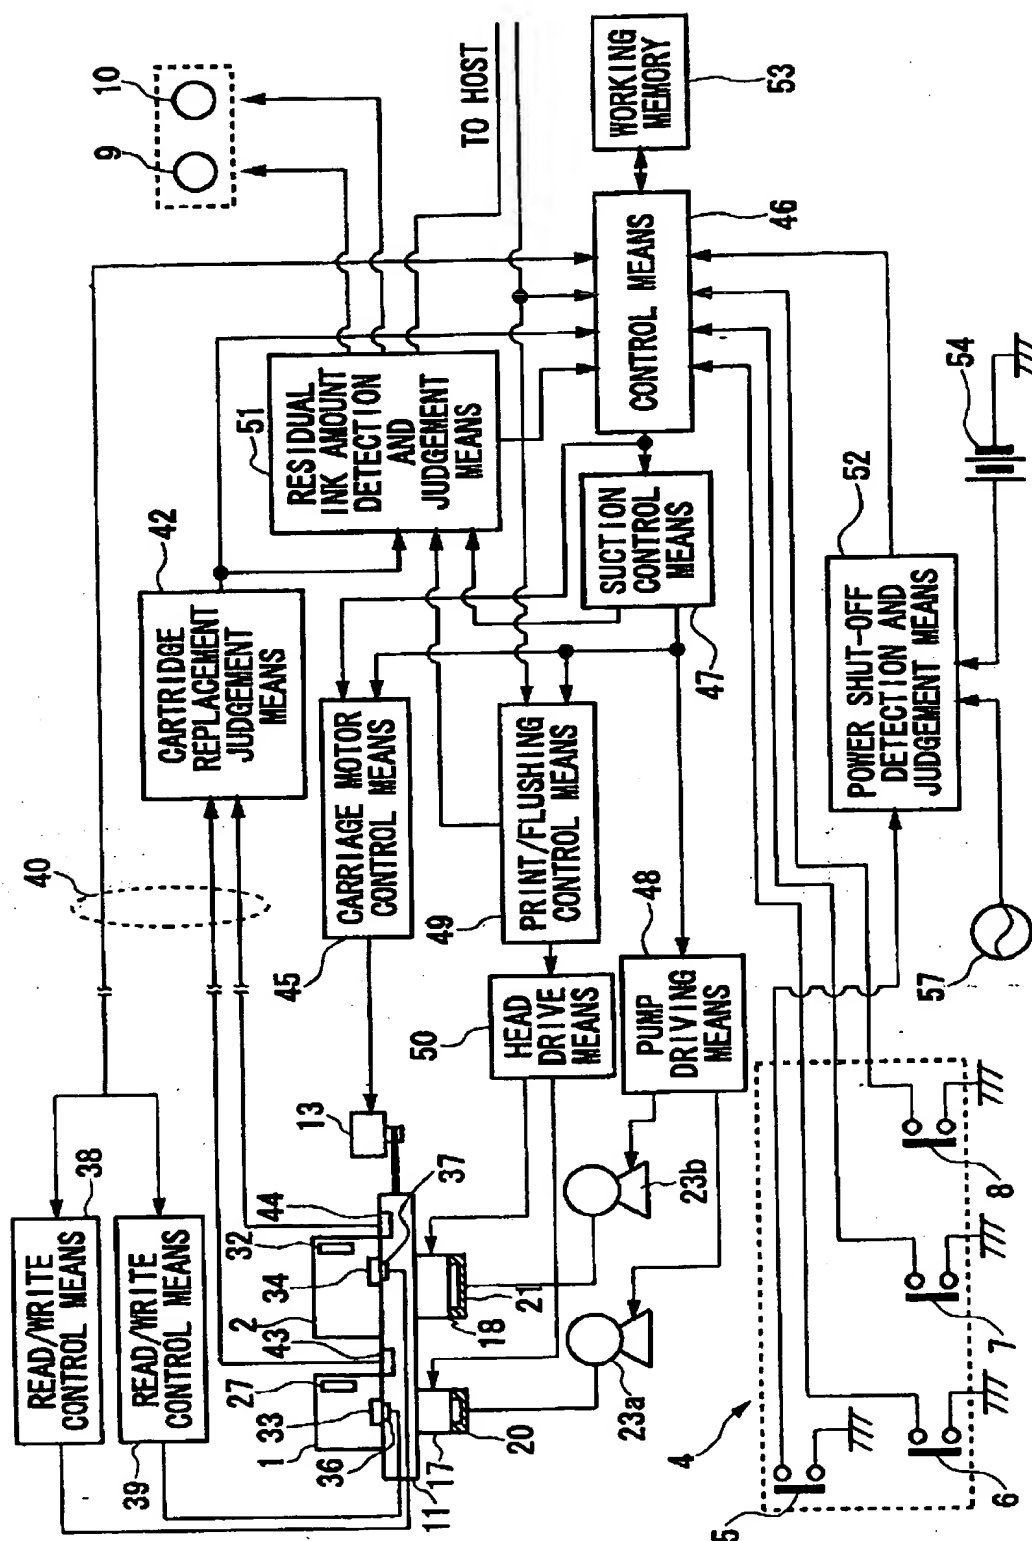 READ/WRITE
CONTROL MEANS
38
READ/WRITE
CONTROL MEANS
39
40
CARTRIDGE
REPLACEMENT
JUDGEMENT
MEANS
42
9
10
51
RESIDUAL
INK AMOUNT
DETECTION
AND
JUDGEMENT
MEANS
TO HOST
CARRIAGE MOTOR
CONTROL MEANS
45
13
1
27
43
2
32
44
33
36
34
37
11
17
20
18
21
HEAD
DRIVE
MEANS
50
PRINT/FLUSHING
CONTROL MEANS
49
SUCTION
CONTROL
MEANS
47
CONTROL MEANS
46
WORKING
MEMORY
53
PUMP
DRIVING
MEANS
48
23a
23b
4
5
6
7
8
POWER SHUT-OFF
DETECTION AND
JUDGEMENT MEANS
52
54
57